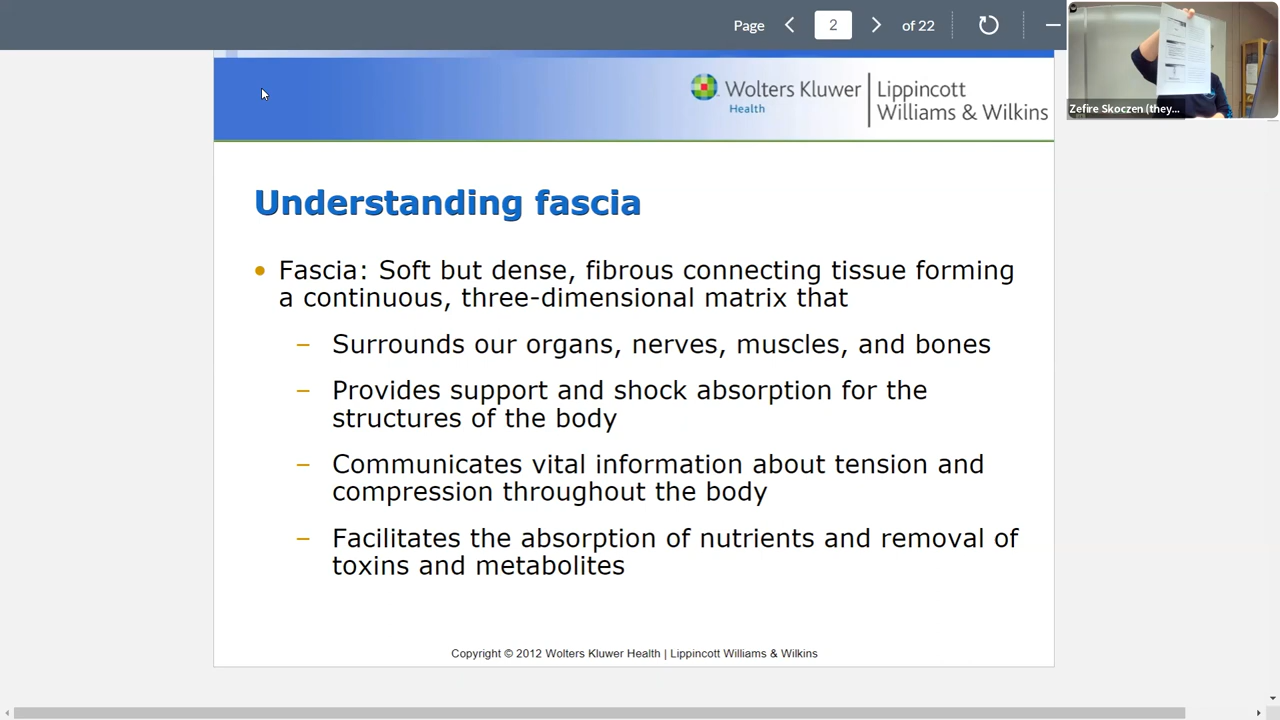 Page
2
of 22
Wolters Kluwer
Health
Lippincott
Williams & Wilkins
Zefire Skoczen (they...
Understanding fascia
• Fascia: Soft but dense, fibrous connecting tissue forming
a continuous, three-dimensional matrix that
– Surrounds our organs, nerves, muscles, and bones
– Provides support and shock absorption for the
structures of the body
– Communicates vital information about tension and
compression throughout the body
– Facilitates the absorption of nutrients and removal of
toxins and metabolites
Copyright © 2012 Wolters Kluwer Health | Lippincott Williams & Wilkins